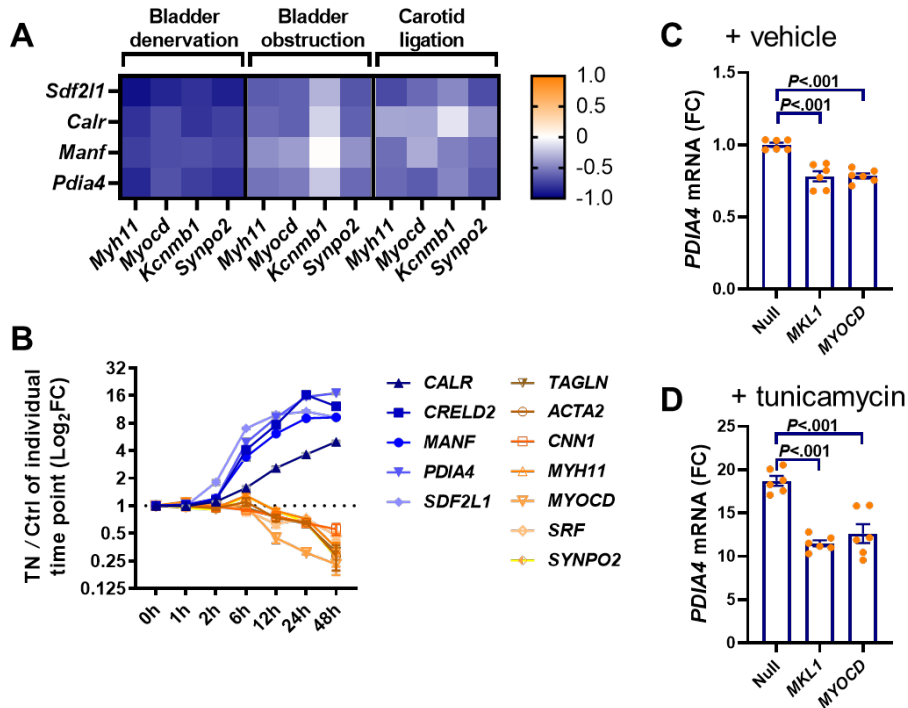 A
Bladder denervation
Bladder obstruction
Carotid ligation
Sdf2l1
Calr
Manf
Pdia4
Myh11
Myocd
Kcnmb1
Synpo2
Myh11
Myocd
Kcnmb1
Synpo2
Myh11
Myocd
Kcnmb1
Synpo2
1.0
0.5
0
-0.5
-1.0
B
TN / Ctrl of individual
time point (Log2FC)
32
16
8
4
2
1
0.5
0.25
0.125
0h
1h
2h
6h
12h
24h
48h
CALR
CRELD2
MANF
PDIA4
SDF2L1
TAGLN
ACTA2
CNN1
MYH11
MYOCD
SRF
SYNPO2
C
+ vehicle
PDIA4 mRNA (FC)
1.5
1.0
0.5
0.0
P<.001
P<.001
Null
MKL1
MYOCD
D
+ tunicamycin
PDIA4 mRNA (FC)
25
20
15
10
5
0
P<.001
P<.001
Null
MKL1
MYOCD